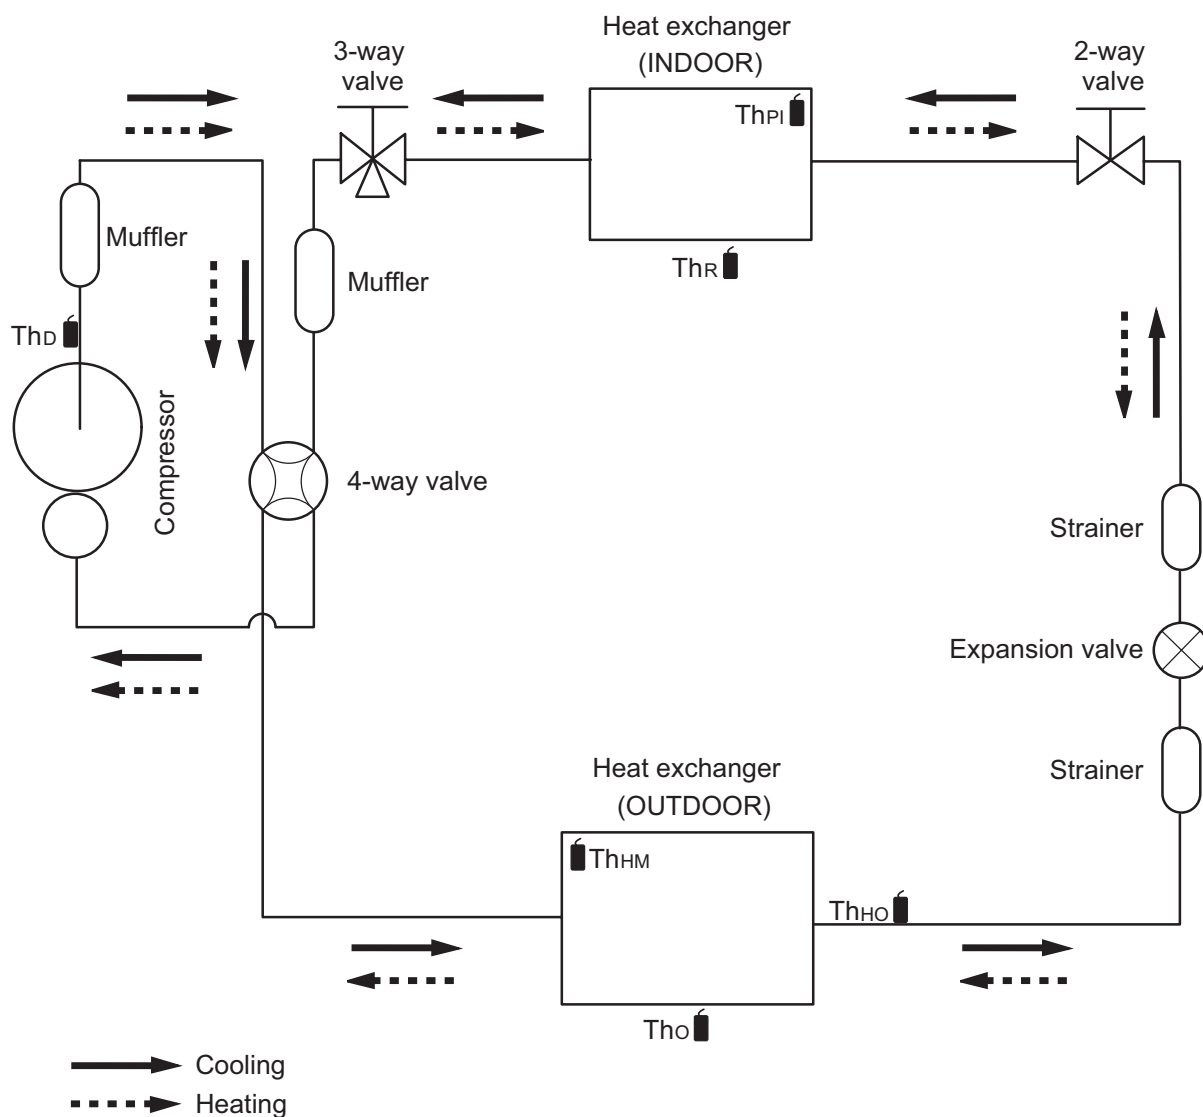 Heat exchanger
(INDOOR)
3-way
valve
2-way
valve
ThPI
Muffler
ThR
Muffler
ThD
Compressor
4-way valve
Strainer
Expansion valve
Strainer
Heat exchanger
(OUTDOOR)
ThHM
ThHO
ThO
Cooling
Heating